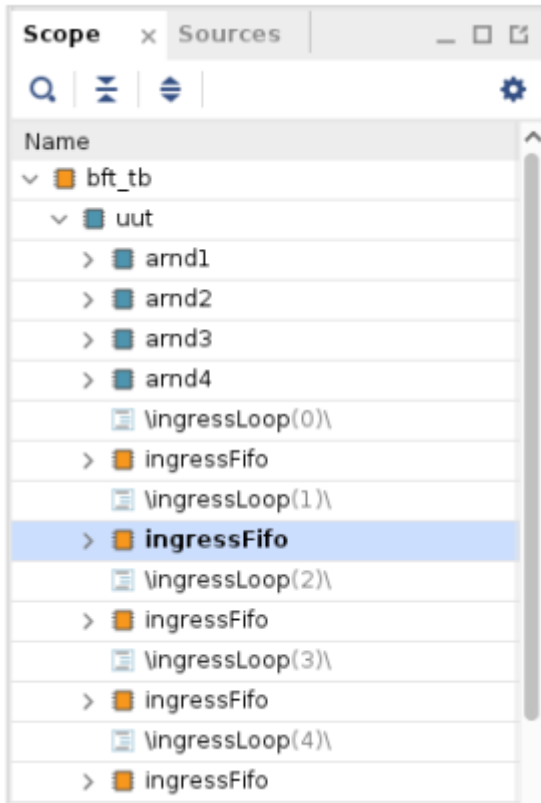 Scope Sources
Name
bft_tb
uut
arnd1
arnd2
arnd3
arnd4
\ingressLoop(0)\
ingressFifo
\ingressLoop(1)\
ingressFifo
\ingressLoop(2)\
ingressFifo
\ingressLoop(3)\
ingressFifo
\ingressLoop(4)\
ingressFifo